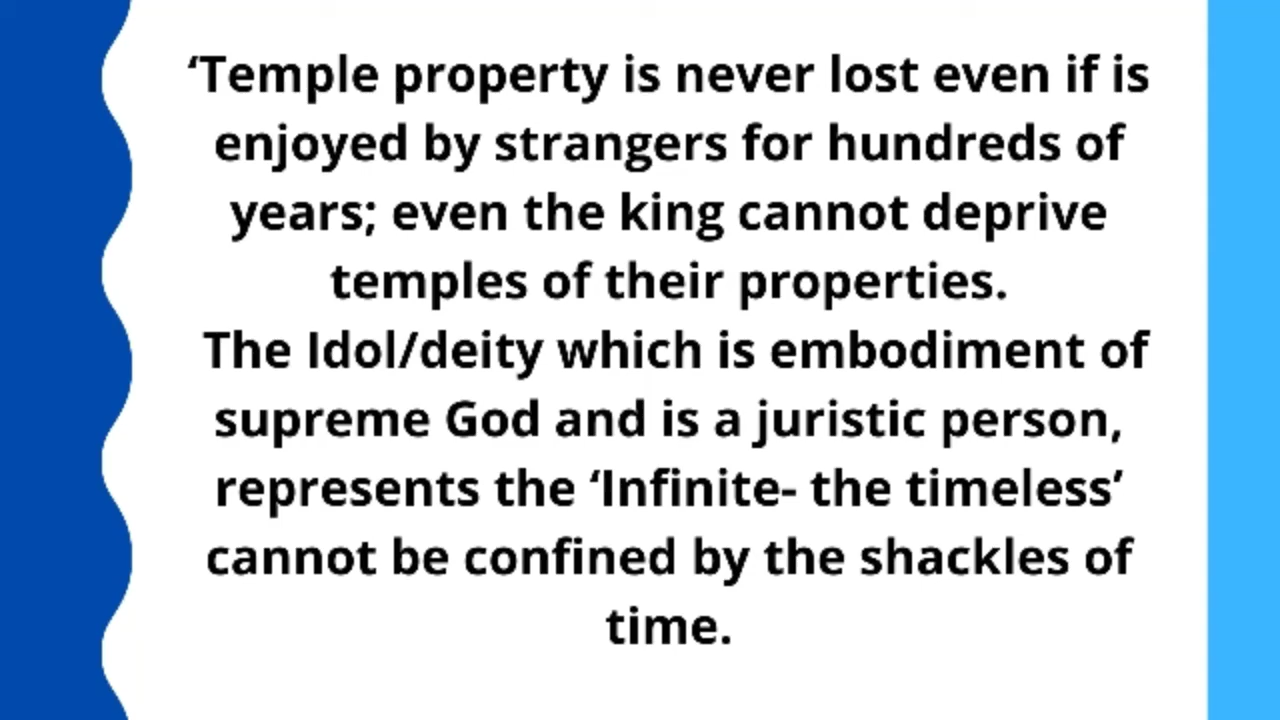 ‘Temple property is never lost even if is
enjoyed by strangers for hundreds of
years; even the king cannot deprive
temples of their properties.
The Idol/deity which is embodiment of
supreme God and is a juristic person,
represents the ‘Infinite- the timeless’
cannot be confined by the shackles of
time.